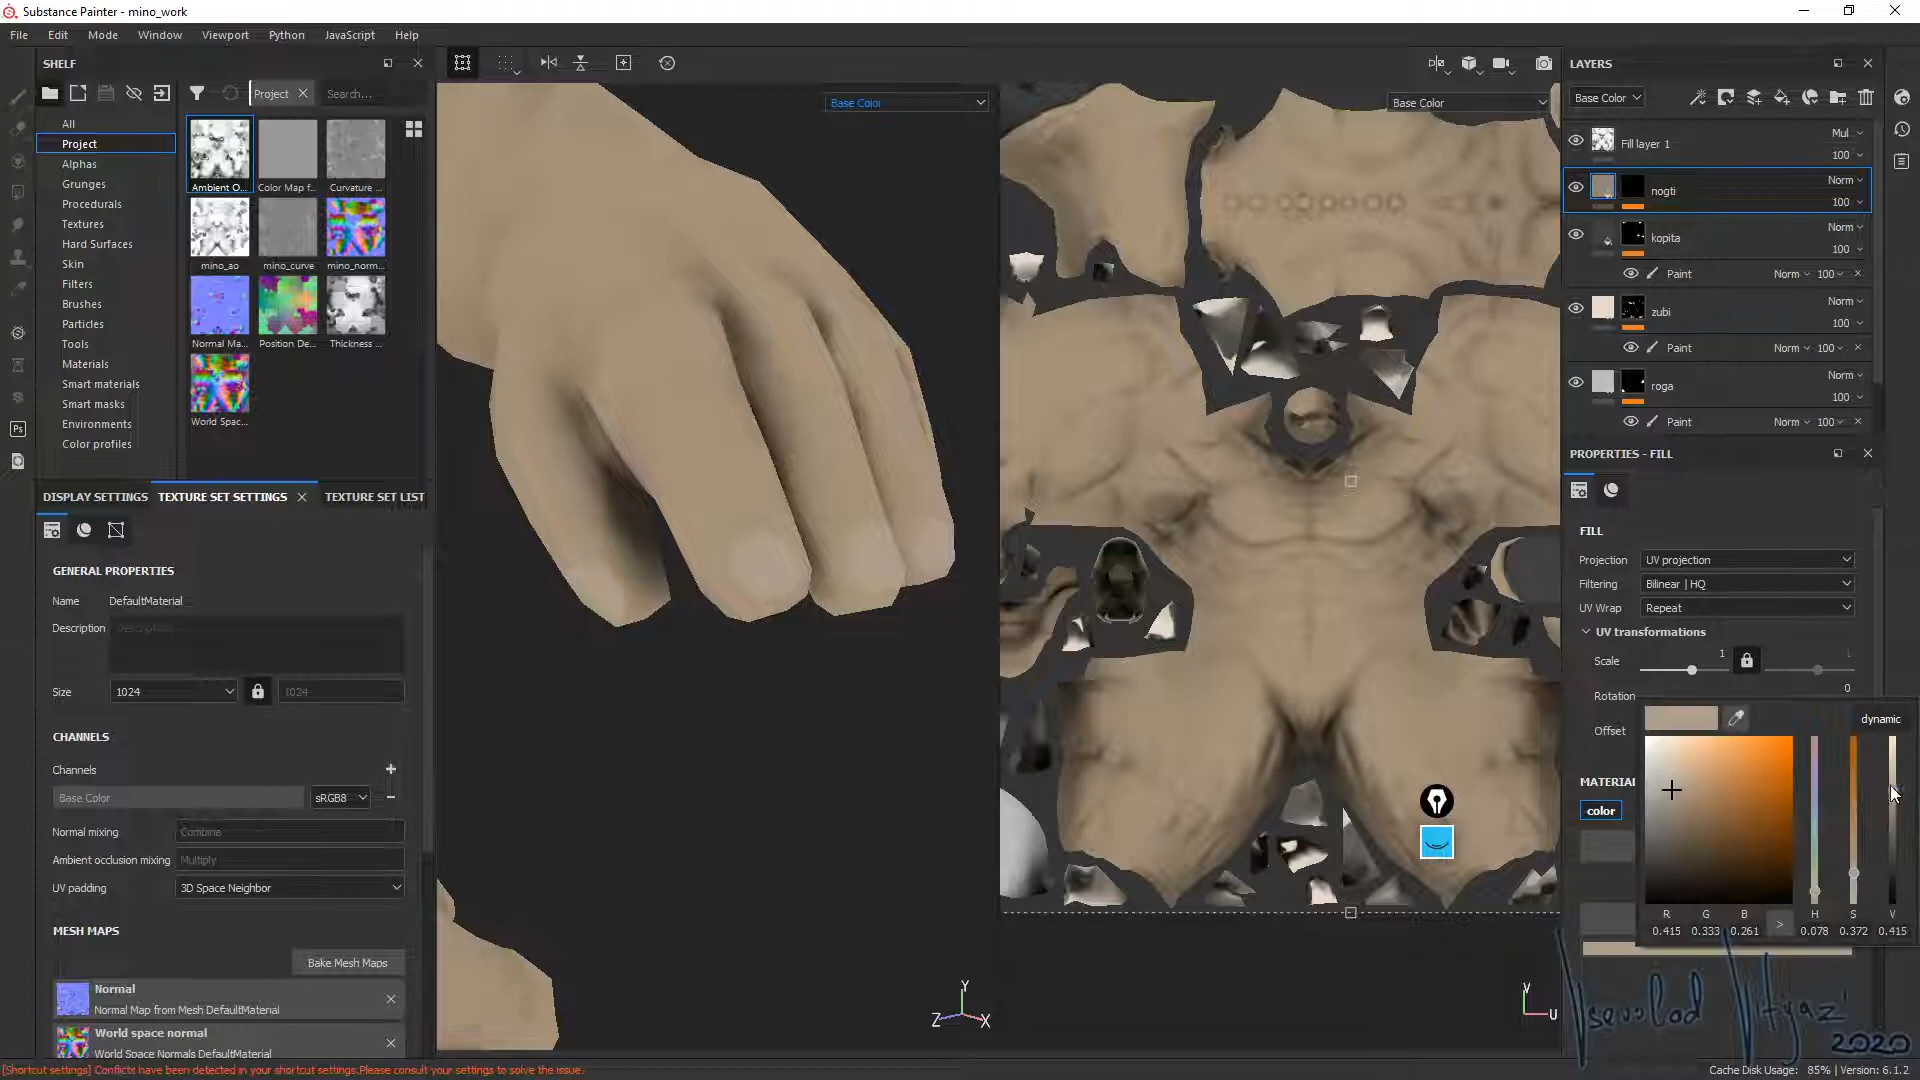 Substance Painter - mino_work
File Edit Mode Window Viewport Python JavaScript Help
SHELF
Project
Search...
All
Project
Alphas
Grunges
Procedurals
Textures
Hard Surfaces
Skin
Filters
Brushes
Particles
Tools
Materials
Smart materials
Smart masks
Environments
Color profiles
Ambient O... Color Map f... Curvature ...
mino_ao mino_curve mino_norm...
Normal Ma... Position De... Thickness ...
World Spac...
DISPLAY SETTINGS TEXTURE SET SETTINGS TEXTURE SET LIST
GENERAL PROPERTIES
Name DefaultMaterial
Description Description
Size 1024 1024
CHANNELS
Channels
Base Color sRGB8
Normal mixing Combine
Ambient occlusion mixing Multiply
UV padding 3D Space Neighbor
MESH MAPS
Bake Mesh Maps
Normal
Normal Map from Mesh DefaultMaterial
World space normal
World Space Normals DefaultMaterial
[Shortcut settings] Conflicts have been detected in your shortcut settings.Please consult your settings to solve the issue.
Base Color
Y
Z X
Base Color
V
U
LAYERS
Base Color
Fill layer 1 Mul
100
nogti Norm
100
kopita Norm
100
Paint Norm 100
zubi Norm
100
Paint Norm 100
roga Norm
100
Paint Norm 100
PROPERTIES - FILL
FILL
Projection UV projection
Filtering Bilinear | HQ
UV Wrap Repeat
UV transformations
Scale 1 1
Rotation 0
Offset
dynamic
MATERIAL
color
R G B > H S V
0.415 0.333 0.261 0.078 0.372 0.415
Vsevolod Vityaz'
2020
Cache Disk Usage: 85% | Version: 6.1.2
Ps